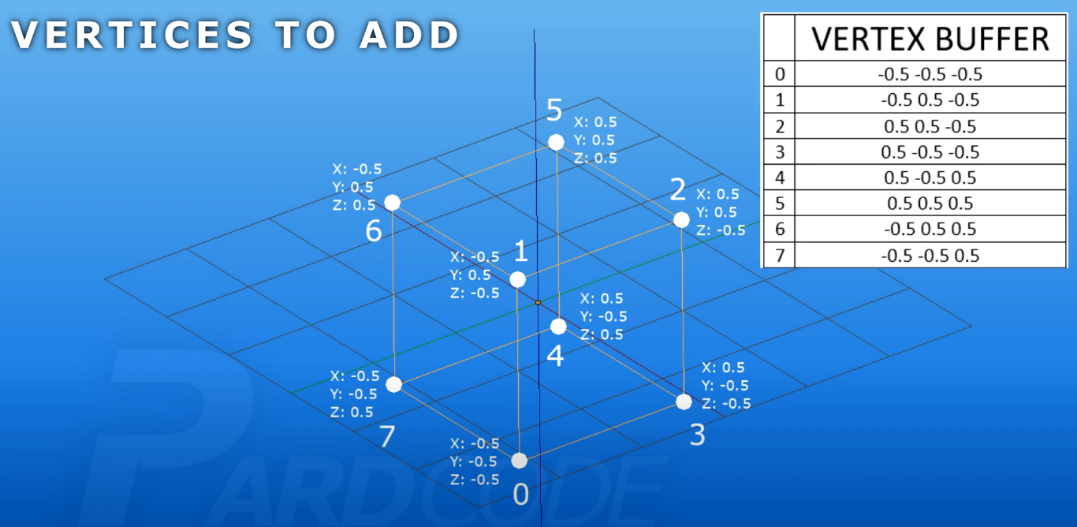 VERTICES TO ADD
VERTEX BUFFER
0 -0.5 -0.5 -0.5
1 -0.5 0.5 -0.5
2 0.5 0.5 -0.5
3 0.5 -0.5 -0.5
4 0.5 -0.5 0.5
5 0.5 0.5 0.5
6 -0.5 0.5 0.5
7 -0.5 -0.5 0.5
5
X: 0.5
Y: 0.5
Z: 0.5
X: -0.5
Y: 0.5
Z: 0.5
6
2
X: 0.5
Y: 0.5
Z: -0.5
1
X: -0.5
Y: 0.5
Z: -0.5
X: 0.5
Y: -0.5
Z: 0.5
4
X: -0.5
Y: -0.5
Z: 0.5
7
X: 0.5
Y: -0.5
Z: -0.5
3
X: -0.5
Y: -0.5
Z: -0.5
0
PARDCODE